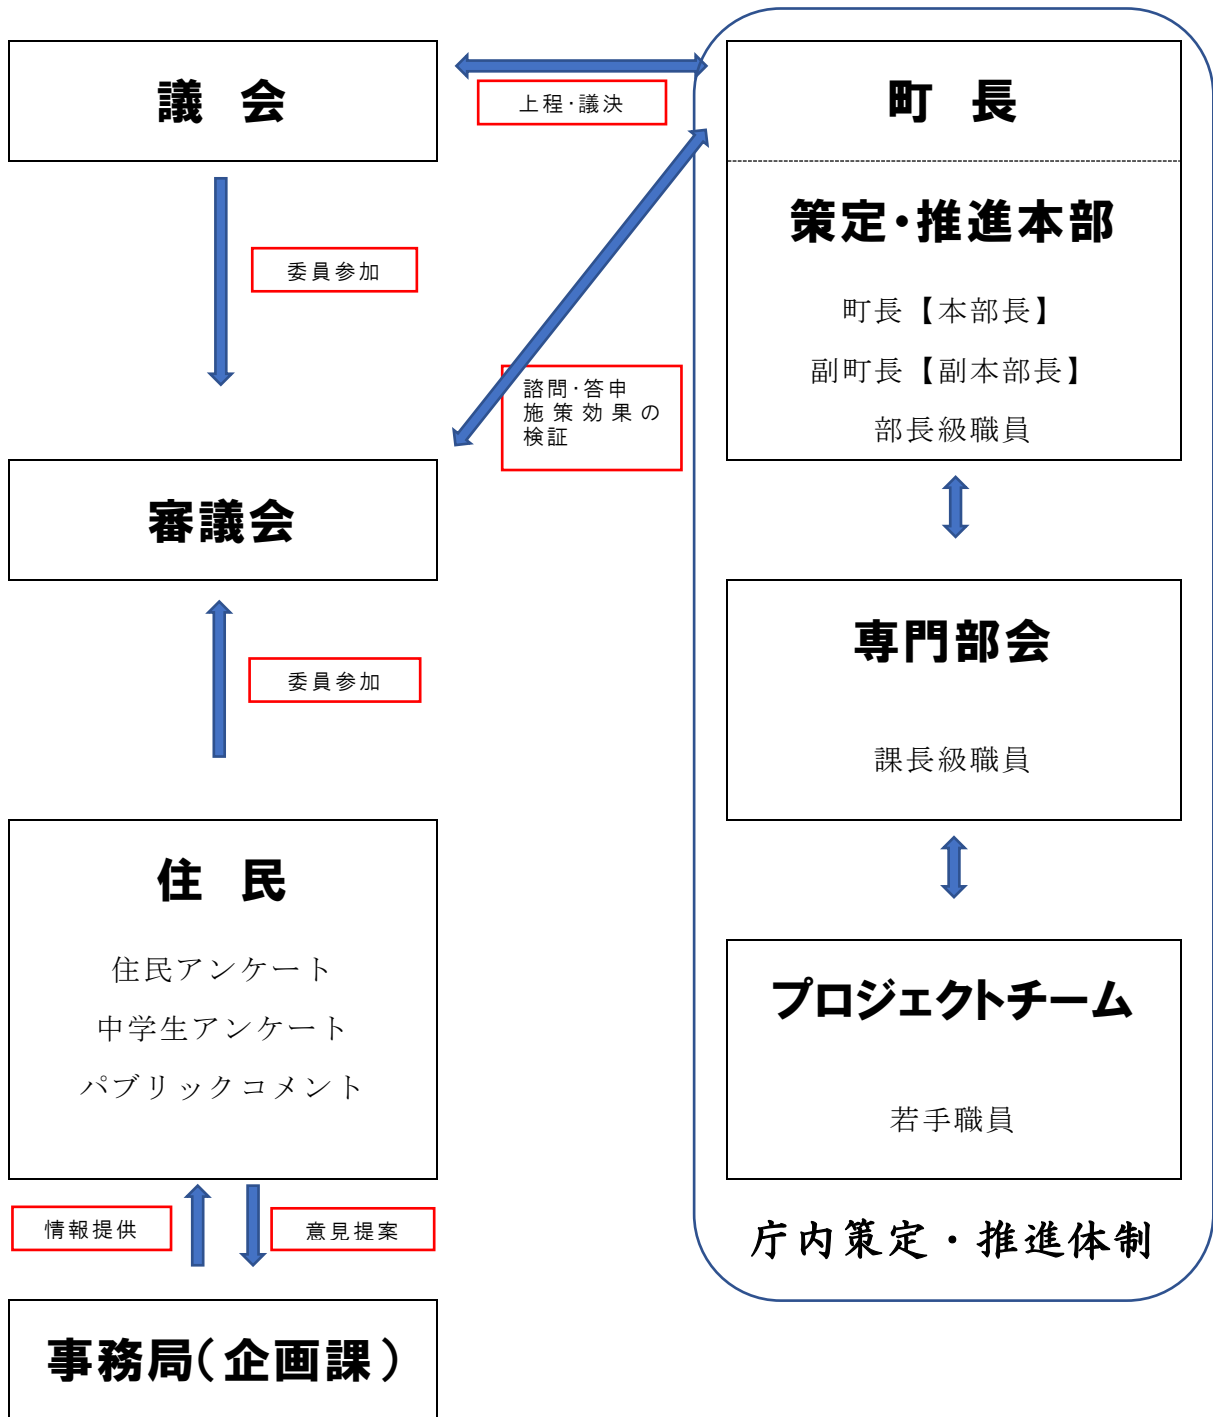 議 会
上程・議決
町 長
策定・推進本部
町長【本部長】
副町長【副本部長】
部長級職員
委員参加
諮問・答申
施策効果の
検証
審議会
専門部会
課長級職員
委員参加
住 民
住民アンケート
中学生アンケート
パブリックコメント
プロジェクトチーム
若手職員
情報提供
意見提案
庁内策定・推進体制
事務局(企画課)